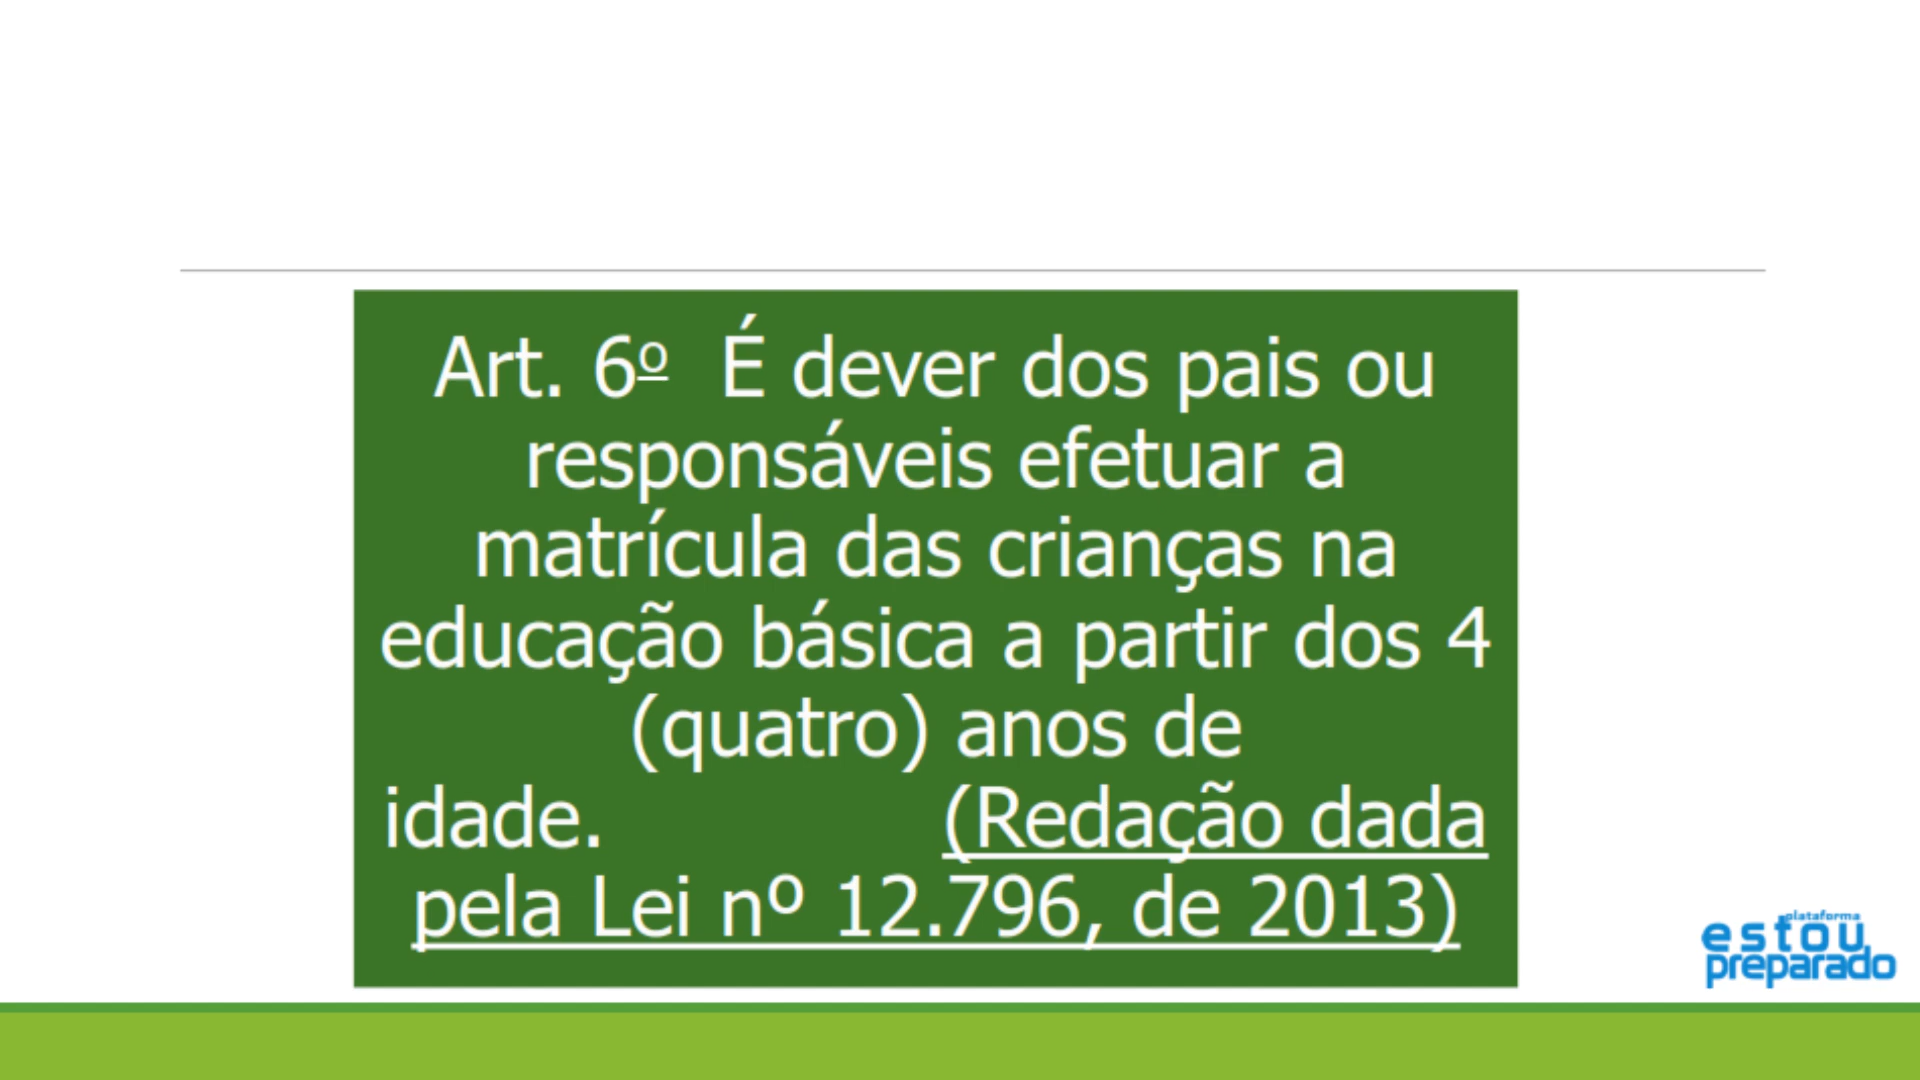 Art. 6º  É dever dos pais ou
responsáveis efetuar a
matrícula das crianças na
educação básica a partir dos 4
(quatro) anos de
idade. (Redação dada
pela Lei nº 12.796, de 2013)
plataforma
estou
preparado